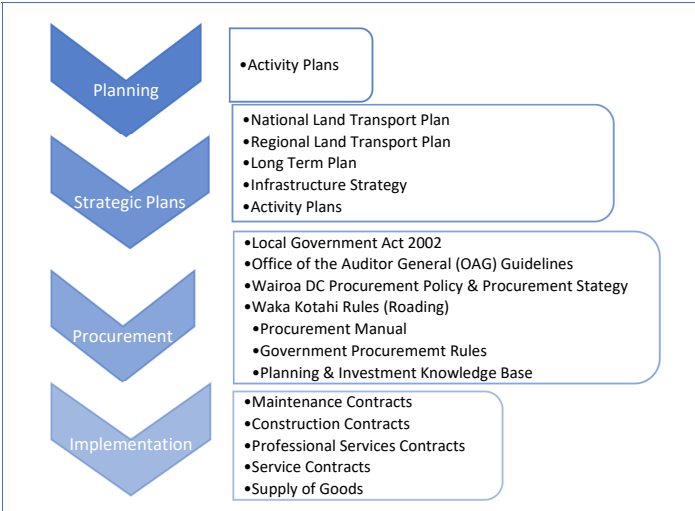 Planning
•Activity Plans
Strategic Plans
•National Land Transport Plan
•Regional Land Transport Plan
•Long Term Plan
•Infrastructure Strategy
•Activity Plans
Procurement
•Local Government Act 2002
•Office of the Auditor General (OAG) Guidelines
•Wairoa DC Procurement Policy & Procurement Stategy
•Waka Kotahi Rules (Roading)
•Procurement Manual
•Government Procurememt Rules
•Planning & Investment Knowledge Base
Implementation
•Maintenance Contracts
•Construction Contracts
•Professional Services Contracts
•Service Contracts
•Supply of Goods